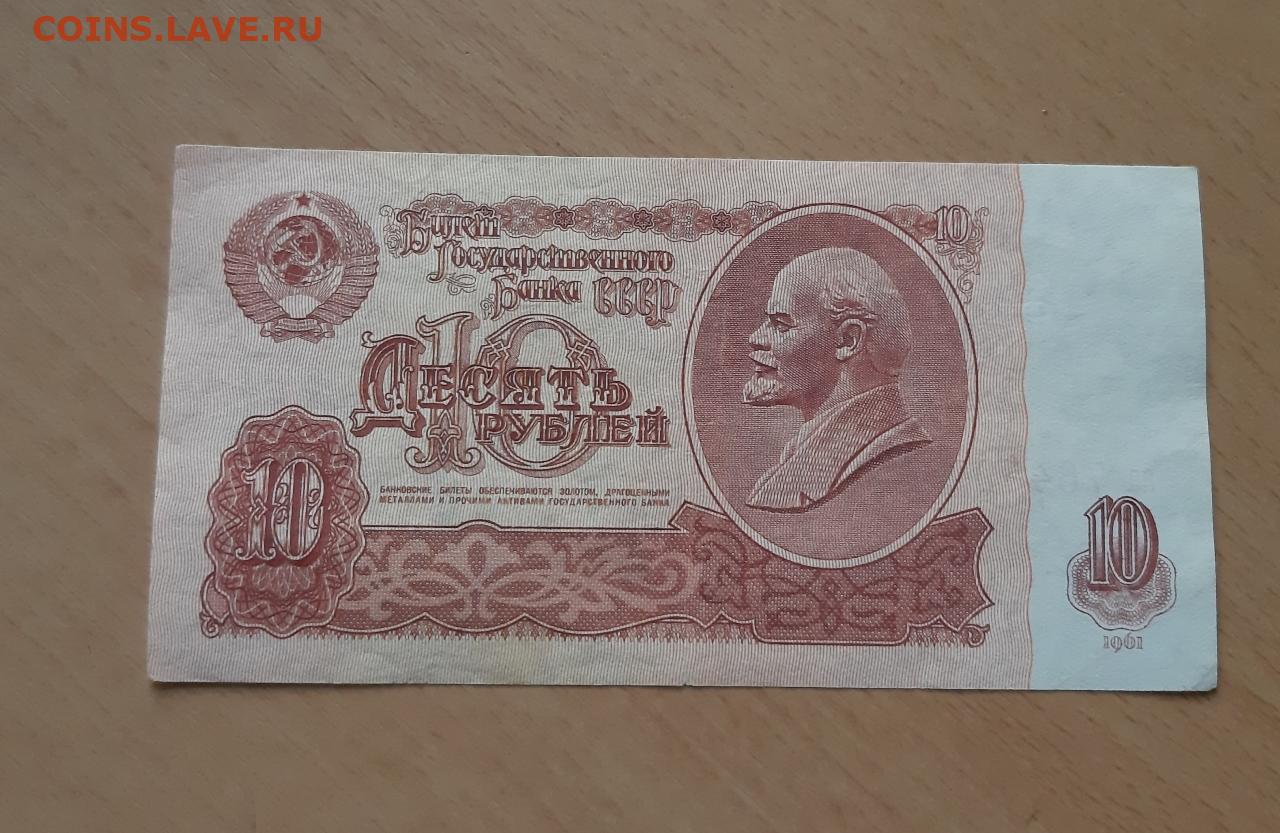 COINS.LAVE.RU
Билет
Государственного
Банка СССР
10
10
Десять
рублей
БАНКОВСКИЕ БИЛЕТЫ ОБЕСПЕЧИВАЮТСЯ ЗОЛОТОМ, ДРАГОЦЕННЫМИ
МЕТАЛЛАМИ И ПРОЧИМИ АКТИВАМИ ГОСУДАРСТВЕННОГО БАНКА
10
10
1961